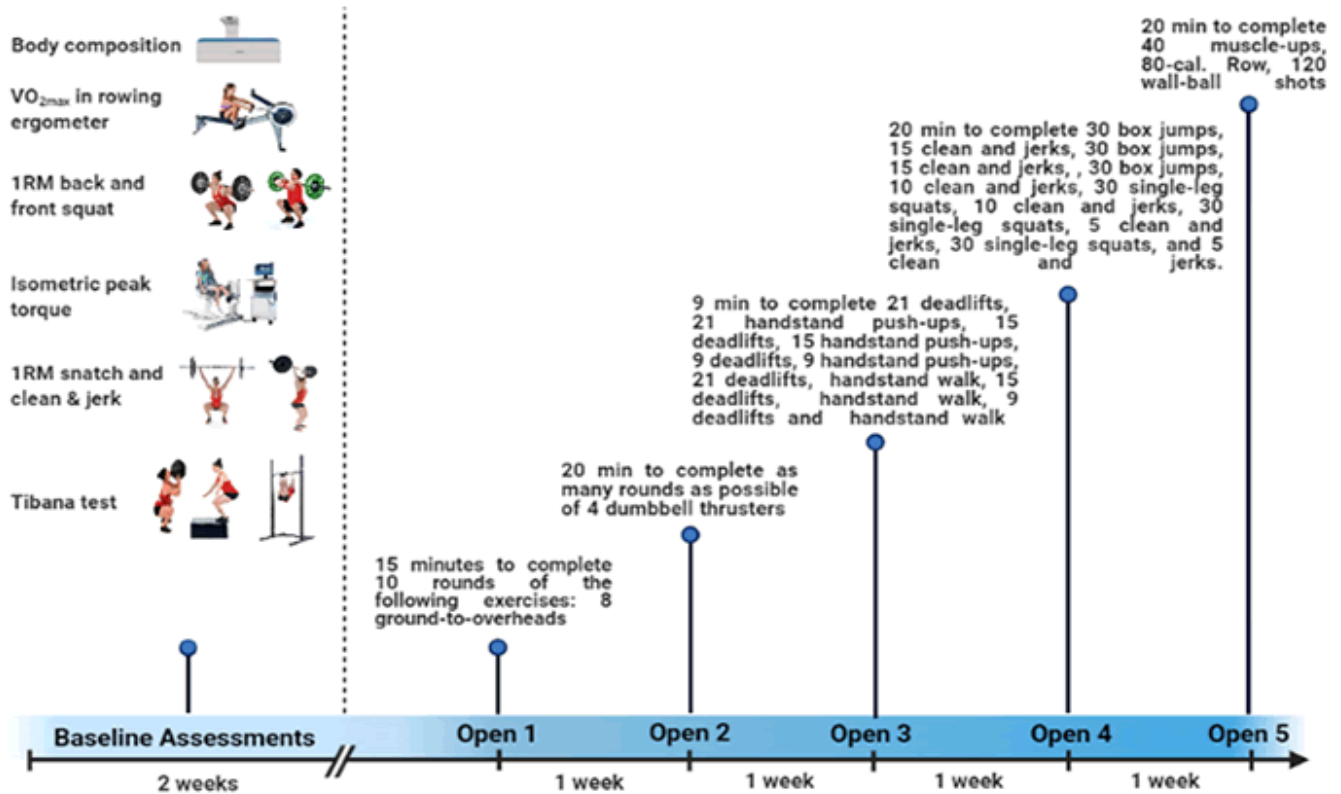 Body composition
VO2max in rowing
ergometer
1RM back and
front squat
Isometric peak
torque
1RM snatch and
clean & jerk
Tibana test
15 minutes to complete
10 rounds of the
following exercises: 8
ground-to-overheads
20 min to complete as
many rounds as possible
of 4 dumbbell thrusters
9 min to complete 21 deadlifts,
21 handstand push-ups, 15
deadlifts, 15 handstand push-ups,
9 deadlifts, 9 handstand push-ups,
21 deadlifts, handstand walk, 15
deadlifts, handstand walk, 9
deadlifts and handstand walk
20 min to complete 30 box jumps,
15 clean and jerks, 30 box jumps,
15 clean and jerks, , 30 box jumps,
10 clean and jerks, 30 single-leg
squats, 10 clean and jerks, 30
single-leg squats, 5 clean and
jerks, 30 single-leg squats, and 5
clean and jerks.
20 min to complete
40 muscle-ups,
80-cal. Row, 120
wall-ball shots
Baseline Assessments
Open 1
Open 2
Open 3
Open 4
Open 5
2 weeks
1 week
1 week
1 week
1 week